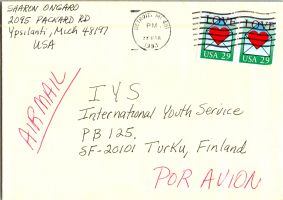 SHARON ONGARO
2095 PACKARD RD
Ypsilanti, Mich 48197
USA
PM
1993
LOVE LOVE
USA 29 USA 29
AIRMAIL
IYS
International Youth Service
PB 125.
SF-20101 Turku, Finland
POR AVION